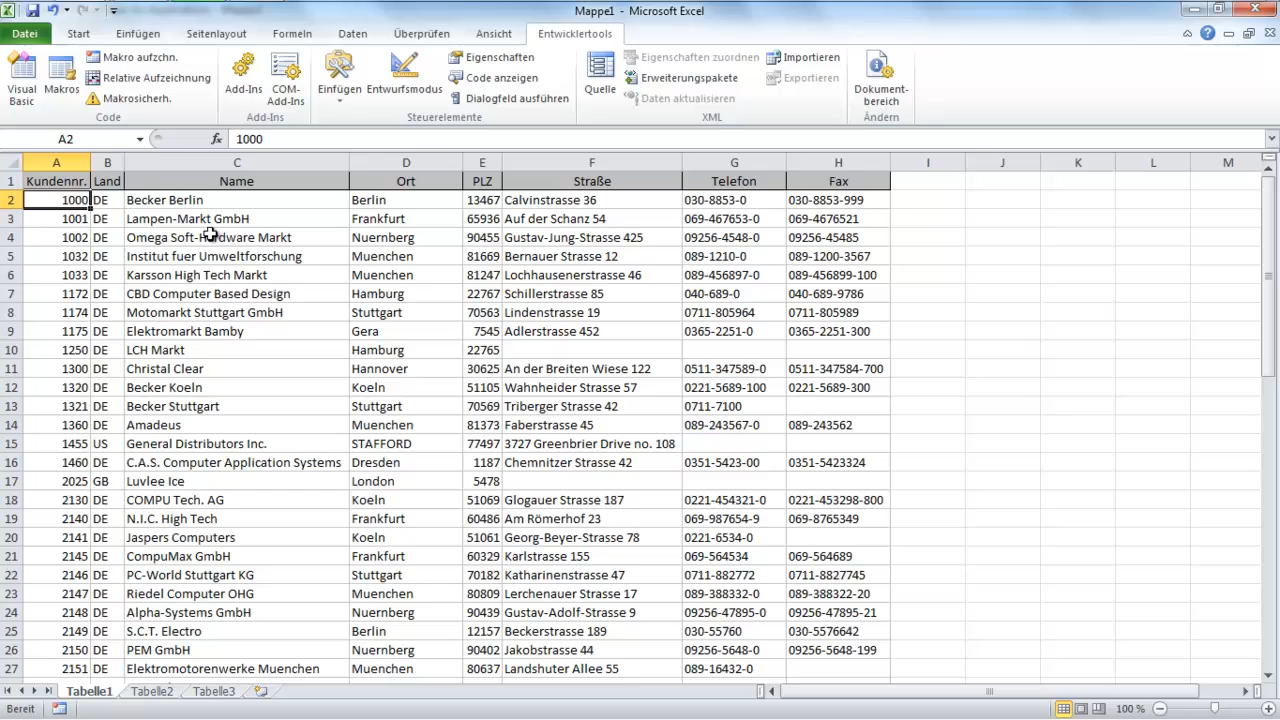 Mappe1 - Microsoft Excel
Datei Start Einfügen Seitenlayout Formeln Daten Überprüfen Ansicht Entwicklertools
Visual Basic
Makros
Makro aufzchn.
Relative Aufzeichnung
Makrosicherh.
Code
Add-Ins
COM-Add-Ins
Add-Ins
Einfügen
Entwurfsmodus
Eigenschaften
Code anzeigen
Dialogfeld ausführen
Steuerelemente
Quelle
Eigenschaften zuordnen
Erweiterungspakete
Daten aktualisieren
Importieren
Exportieren
XML
Dokument-
bereich
Ändern
A2 fx 1000
A B C D E F G H I J K L M
1 Kundennr. Land Name Ort PLZ Straße Telefon Fax
2 1000 DE Becker Berlin Berlin 13467 Calvinstrasse 36 030-8853-0 030-8853-999
3 1001 DE Lampen-Markt GmbH Frankfurt 65936 Auf der Schanz 54 069-467653-0 069-4676521
4 1002 DE Omega Soft-Hardware Markt Nuernberg 90455 Gustav-Jung-Strasse 425 09256-4548-0 09256-45485
5 1032 DE Institut fuer Umweltforschung Muenchen 81669 Bernauer Strasse 12 089-1210-0 089-1200-3567
6 1033 DE Karsson High Tech Markt Muenchen 81247 Lochhausenerstrasse 46 089-456897-0 089-456899-100
7 1172 DE CBD Computer Based Design Hamburg 22767 Schillerstrasse 85 040-689-0 040-689-9786
8 1174 DE Motomarkt Stuttgart GmbH Stuttgart 70563 Lindenstrasse 19 0711-805964 0711-805989
9 1175 DE Elektromarkt Bamby Gera 7545 Adlerstrasse 452 0365-2251-0 0365-2251-300
10 1250 DE LCH Markt Hamburg 22765
11 1300 DE Christal Clear Hannover 30625 An der Breiten Wiese 122 0511-347589-0 0511-347584-700
12 1320 DE Becker Koeln Koeln 51105 Wahnheider Strasse 57 0221-5689-100 0221-5689-300
13 1321 DE Becker Stuttgart Stuttgart 70569 Triberger Strasse 42 0711-7100
14 1360 DE Amadeus Muenchen 81373 Faberstrasse 45 089-243567-0 089-243562
15 1455 US General Distributors Inc. STAFFORD 77497 3727 Greenbrier Drive no. 108
16 1460 DE C.A.S. Computer Application Systems Dresden 1187 Chemnitzer Strasse 42 0351-5423-00 0351-5423324
17 2025 GB Luvlee Ice London 5478
18 2130 DE COMPU Tech. AG Koeln 51069 Glogauer Strasse 187 0221-454321-0 0221-453298-800
19 2140 DE N.I.C. High Tech Frankfurt 60486 Am Römerhof 23 069-987654-9 069-8765349
20 2141 DE Jaspers Computers Koeln 51061 Georg-Beyer-Strasse 78 0221-6534-0
21 2145 DE CompuMax GmbH Frankfurt 60329 Karlstrasse 155 069-564534 069-564689
22 2146 DE PC-World Stuttgart KG Stuttgart 70182 Katharinenstrasse 47 0711-882772 0711-8827745
23 2147 DE Riedel Computer OHG Muenchen 80809 Lerchenauer Strasse 17 089-388332-0 089-388322-20
24 2148 DE Alpha-Systems GmbH Nuernberg 90439 Gustav-Adolf-Strasse 9 09256-47895-0 09256-47895-21
25 2149 DE S.C.T. Electro Berlin 12157 Beckerstrasse 189 030-55760 030-5576642
26 2150 DE PEM GmbH Nuernberg 90402 Jakobstrasse 44 09256-5648-0 09256-5648-199
27 2151 DE Elektromotorenwerke Muenchen Muenchen 80637 Landshuter Allee 55 089-16432-0
Tabelle1 Tabelle2 Tabelle3
Bereit 100 %